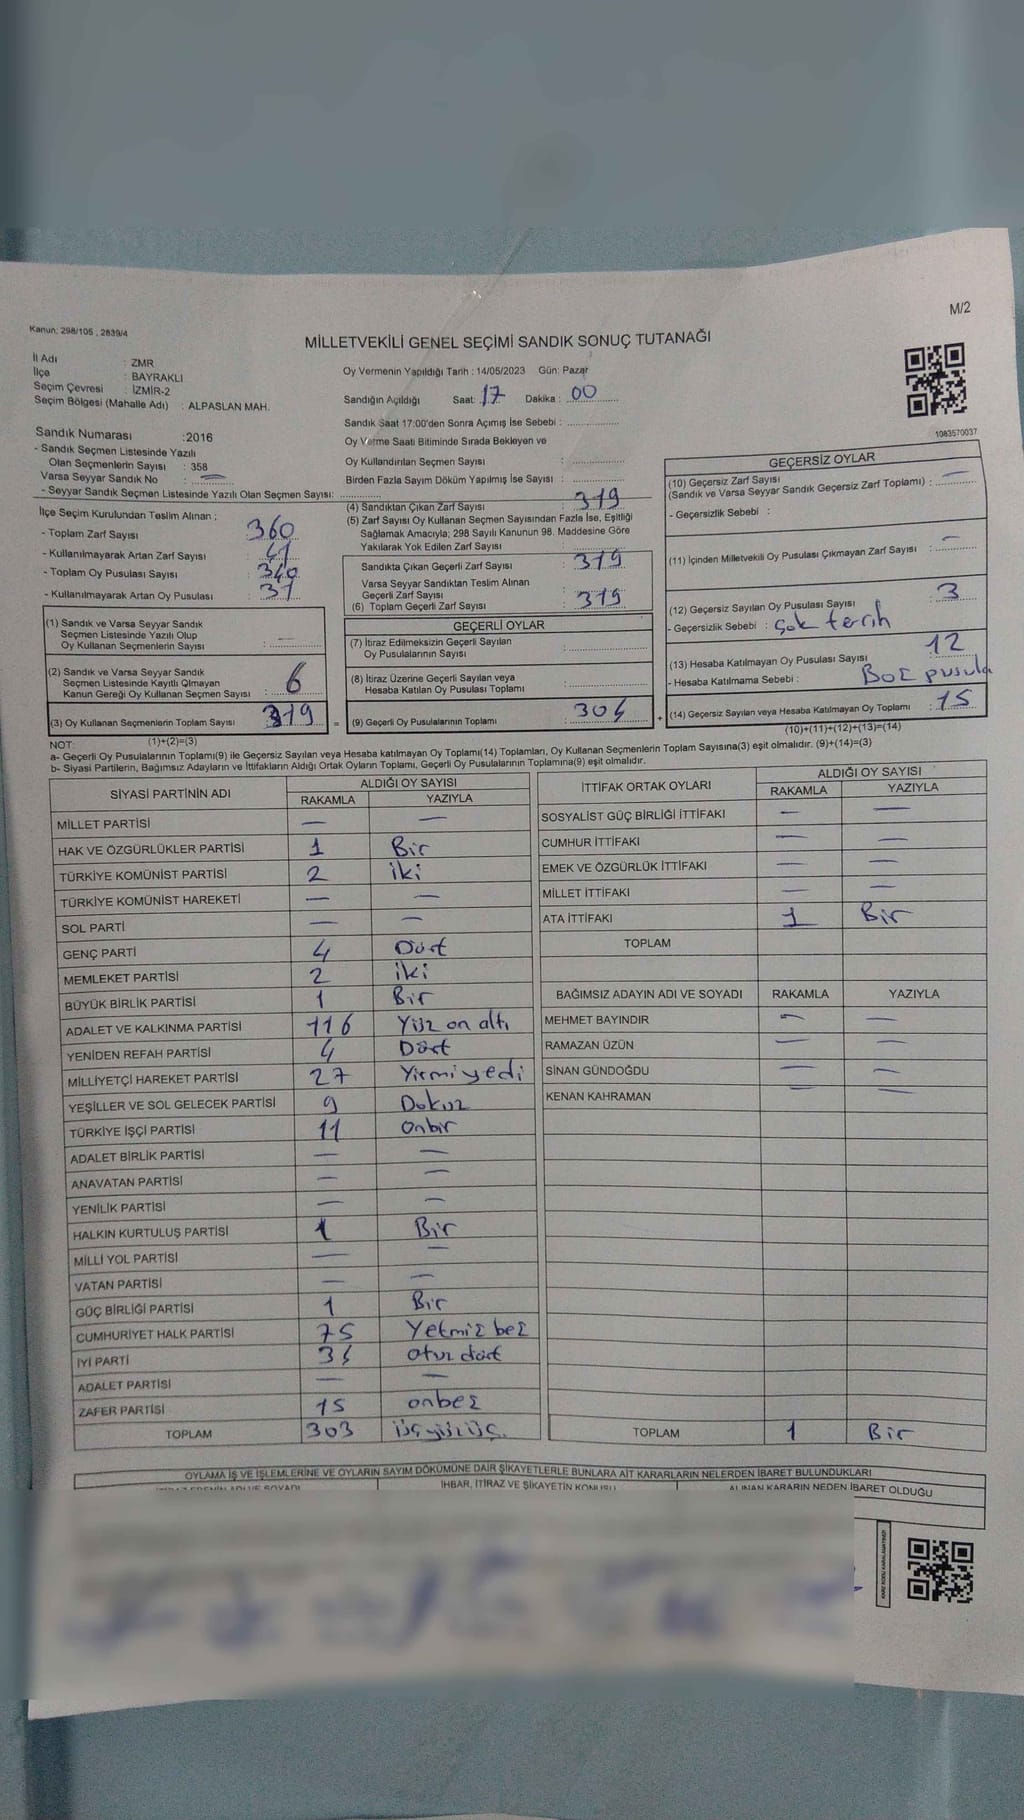 M/2
Kanun: 298/105 , 2839/4
MİLLETVEKİLİ GENEL SEÇİMİ SANDIK SONUÇ TUTANAĞI
İl Adı : ZMR
İlçe : BAYRAKLI
Seçim Çevresi : İZMİR-2
Seçim Bölgesi (Mahalle Adı) : ALPASLAN MAH.
Sandık Numarası :2016
- Sandık Seçmen Listesinde Yazılı
Olan Seçmenlerin Sayısı : 358
Varsa Seyyar Sandık No : —
- Seyyar Sandık Seçmen Listesinde Yazılı Olan Seçmen Sayısı:
İlçe Seçim Kurulundan Teslim Alınan ;
- Toplam Zarf Sayısı : 360
- Kullanılmayarak Artan Zarf Sayısı : 41
- Toplam Oy Pusulası Sayısı :
- Kullanılmayarak Artan Oy Pusulası :
(1) Sandık ve Varsa Seyyar Sandık
Seçmen Listesinde Yazılı Olup
Oy Kullanan Seçmenlerin Sayısı : —
(2) Sandık ve Varsa Seyyar Sandık
Seçmen Listesinde Kayıtlı Olmayan
Kanun Gereği Oy Kullanan Seçmen Sayısı : 6
(3) Oy Kullanan Seçmenlerin Toplam Sayısı : 319
(1)+(2)=(3)
Oy Vermenin Yapıldığı Tarih : 14/05/2023 Gün: Pazar
Sandığın Açıldığı Saat: 17 Dakika : 00
Sandık Saat 17:00'den Sonra Açımış İse Sebebi :
Oy Verme Saati Bitiminde Sırada Bekleyen ve
Oy Kullandırılan Seçmen Sayısı :
Birden Fazla Sayım Döküm Yapılmış İse Sayısı :
(4) Sandıktan Çıkan Zarf Sayısı : 319
(5) Zarf Sayısı Oy Kullanan Seçmen Sayısından Fazla İse, Eşitliği
Sağlamak Amacıyla; 298 Sayılı Kanunun 98. Maddesine Göre
Yakılarak Yok Edilen Zarf Sayısı :
Sandıkta Çıkan Geçerli Zarf Sayısı : 319
Varsa Seyyar Sandıktan Teslim Alınan
Geçerli Zarf Sayısı :
(6) Toplam Geçerli Zarf Sayısı : 319
GEÇERLİ OYLAR
(7) İtiraz Edilmeksizin Geçerli Sayılan
Oy Pusulalarının Sayısı :
(8) İtiraz Üzerine Geçerli Sayılan veya
Hesaba Katılan Oy Pusulası Toplamı :
= (9) Geçerli Oy Pusulalarının Toplamı : 304 +
1083570037
GEÇERSİZ OYLAR
(10) Geçersiz Zarf Sayısı
(Sandık ve Varsa Seyyar Sandık Geçersiz Zarf Toplamı) : —
- Geçersizlik Sebebi :
(11) İçinden Milletvekili Oy Pusulası Çıkmayan Zarf Sayısı : —
(12) Geçersiz Sayılan Oy Pusulası Sayısı : 3
- Geçersizlik Sebebi : Çok tercih
(13) Hesaba Katılmayan Oy Pusulası Sayısı : 12
- Hesaba Katılmama Sebebi : Boş pusula
(14) Geçersiz Sayılan veya Hesaba Katılmayan Oy Toplamı : 15
(10)+(11)+(12)+(13)=(14)
NOT:
a- Geçerli Oy Pusulalarının Toplamı(9) ile Geçersiz Sayılan veya Hesaba katılmayan Oy Toplamı(14) Toplamları, Oy Kullanan Seçmenlerin Toplam Sayısına(3) eşit olmalıdır. (9)+(14)=(3)
b- Siyasi Partilerin, Bağımsız Adayların ve İttifakların Aldığı Ortak Oyların Toplamı, Geçerli Oy Pusulalarının Toplamına(9) eşit olmalıdır.
SİYASİ PARTİNİN ADI ALDIĞI OY SAYISI
RAKAMLA YAZIYLA
MİLLET PARTİSİ — —
HAK VE ÖZGÜRLÜKLER PARTİSİ 1 Bir
TÜRKİYE KOMÜNİST PARTİSİ 2 iki
TÜRKİYE KOMÜNİST HAREKETİ — —
SOL PARTİ — —
GENÇ PARTİ 4 Dört
MEMLEKET PARTİSİ 2 iki
BÜYÜK BİRLİK PARTİSİ 1 Bir
ADALET VE KALKINMA PARTİSİ 116 Yüz on altı
YENİDEN REFAH PARTİSİ 4 Dört
MİLLİYETÇİ HAREKET PARTİSİ 27 Yirmi yedi
YEŞİLLER VE SOL GELECEK PARTİSİ 9 Dokuz
TÜRKİYE İŞÇİ PARTİSİ 11 Onbir
ADALET BİRLİK PARTİSİ — —
ANAVATAN PARTİSİ — —
YENİLİK PARTİSİ — —
HALKIN KURTULUŞ PARTİSİ 1 Bir
MİLLİ YOL PARTİSİ — —
VATAN PARTİSİ — —
GÜÇ BİRLİĞİ PARTİSİ 1 Bir
CUMHURİYET HALK PARTİSİ 75 Yetmiş beş
İYİ PARTİ 34 otuz dört
ADALET PARTİSİ — —
ZAFER PARTİSİ 15 onbeş
TOPLAM 303 üçyüzüç.
İTTİFAK ORTAK OYLARI ALDIĞI OY SAYISI
RAKAMLA YAZIYLA
SOSYALİST GÜÇ BİRLİĞİ İTTİFAKI — —
CUMHUR İTTİFAKI — —
EMEK VE ÖZGÜRLÜK İTTİFAKI — —
MİLLET İTTİFAKI — —
ATA İTTİFAKI 1 Bir
TOPLAM
BAĞIMSIZ ADAYIN ADI VE SOYADI RAKAMLA YAZIYLA
MEHMET BAYINDIR — —
RAMAZAN ÜZÜN — —
SİNAN GÜNDOĞDU — —
KENAN KAHRAMAN — —
TOPLAM 1 Bir
OYLAMA İŞ VE İŞLEMLERİNE VE OYLARIN SAYIM DÖKÜMÜNE DAİR ŞİKAYETLERLE BUNLARA AİT KARARLARIN NELERDEN İBARET BULUNDUKLARI
İHBAR, İTİRAZ VE ŞİKAYETİN KONUSU
ALINAN KARARIN NEDEN İBARET OLDUĞU